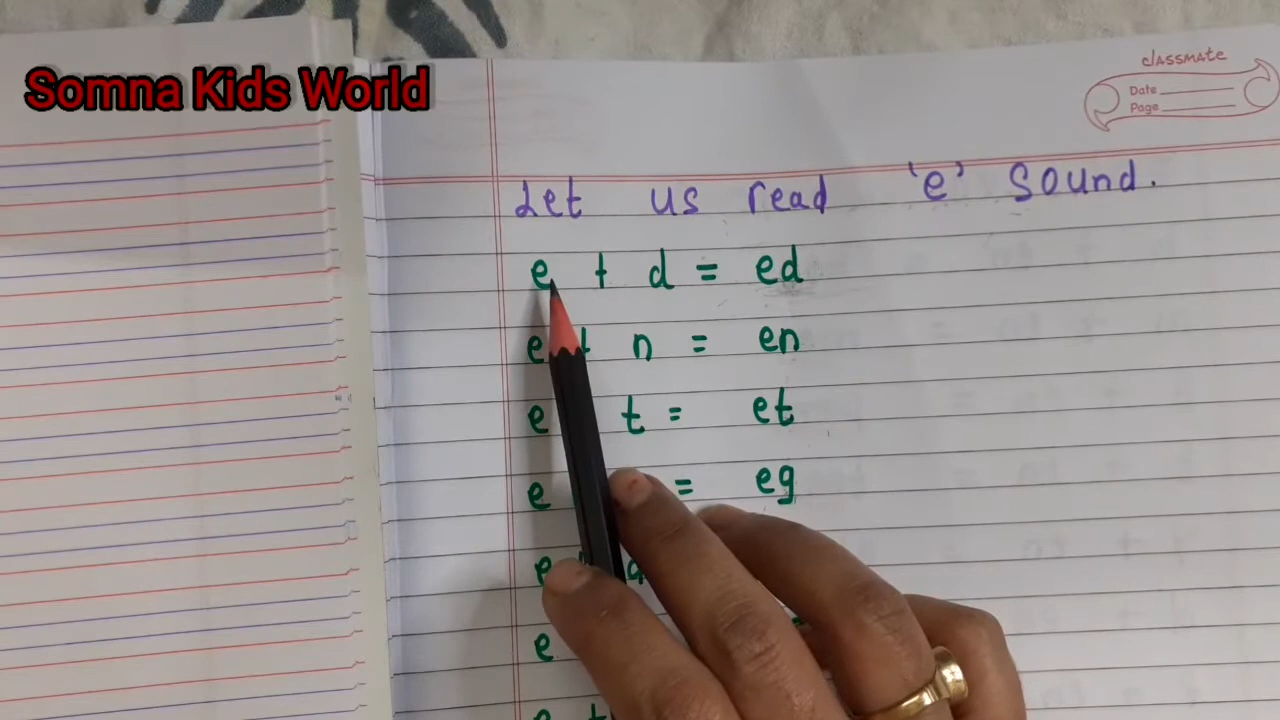 Somna Kids World
classmate
Date
Page
Let us read 'e' sound.
e + d = ed
e + n = en
e t = et
e = eg
e
e
e +